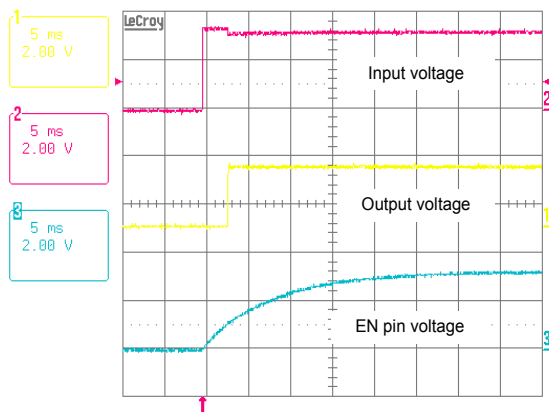 1
5 ms
2.00 V
2
5 ms
2.00 V
3
5 ms
2.00 V
LeCroy
Input voltage
2
Output voltage
1
EN pin voltage
3